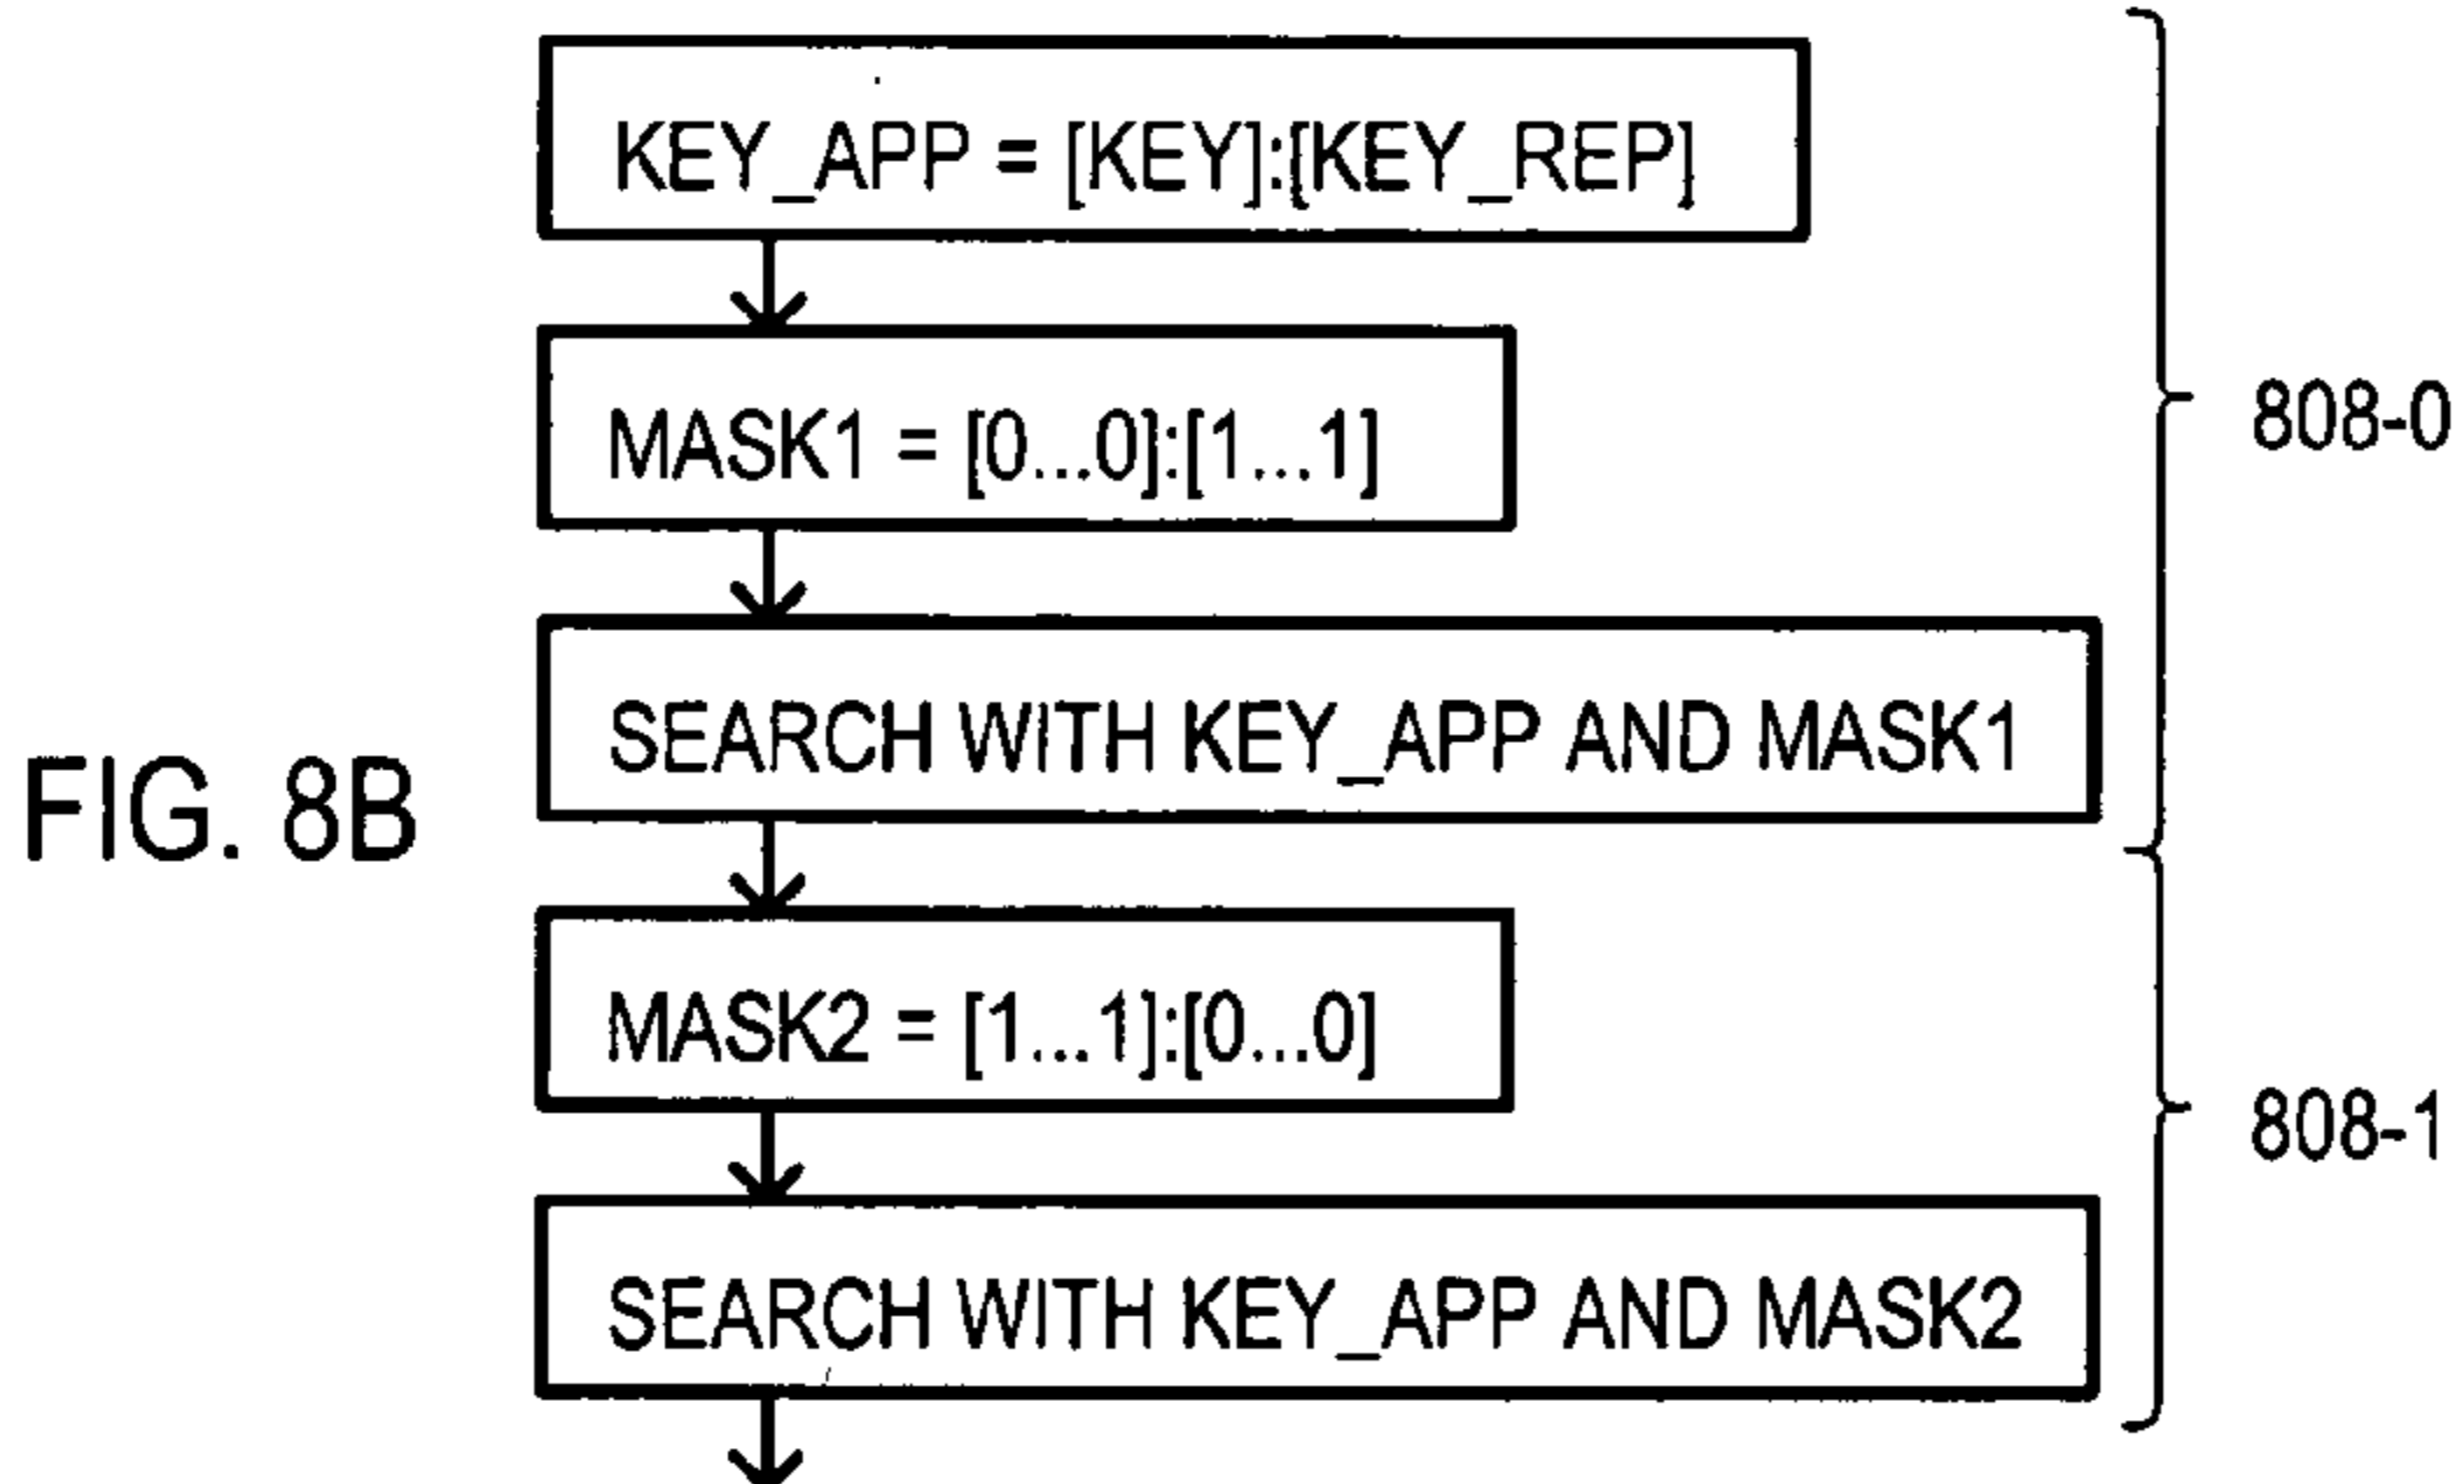 KEY_APP = [KEY]:[KEY_REP]
MASK1 = [0...0]:[1...1]
808-0
SEARCH WITH KEY_APP AND MASK1
FIG. 8B
MASK2 = [1...1]:[0...0]
808-1
SEARCH WITH KEY_APP AND MASK2